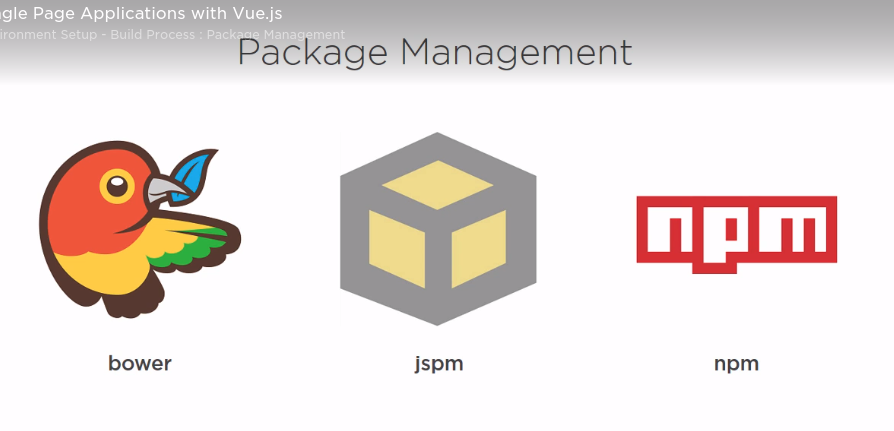 gle Page Applications with Vue.js
ironment Setup - Build Process : Package Management
Package Management
npm
bower
jspm
npm